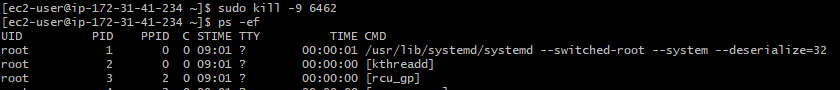 [ec2-user@ip-172-31-41-234 ~]$ sudo kill -9 6462
[ec2-user@ip-172-31-41-234 ~]$ ps -ef
UID PID PPID C STIME TTY TIME CMD
root 1 0 0 09:01 ? 00:00:01 /usr/lib/systemd/systemd --switched-root --system --deserialize=32
root 2 0 0 09:01 ? 00:00:00 [kthreadd]
root 3 2 0 09:01 ? 00:00:00 [rcu_gp]